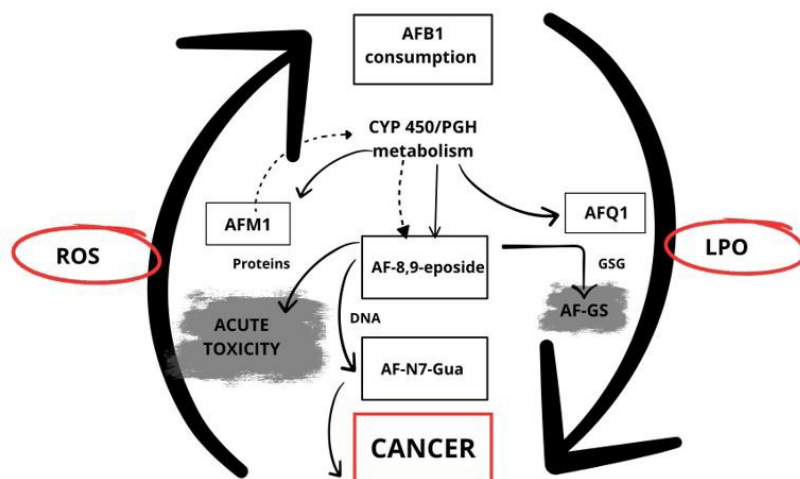 AFB1
consumption
CYP 450/PGH
metabolism
AFM1
AFQ1
ROS
Proteins
AF-8,9-eposide
GSG
LPO
ACUTE
TOXICITY
DNA
AF-GS
AF-N7-Gua
CANCER